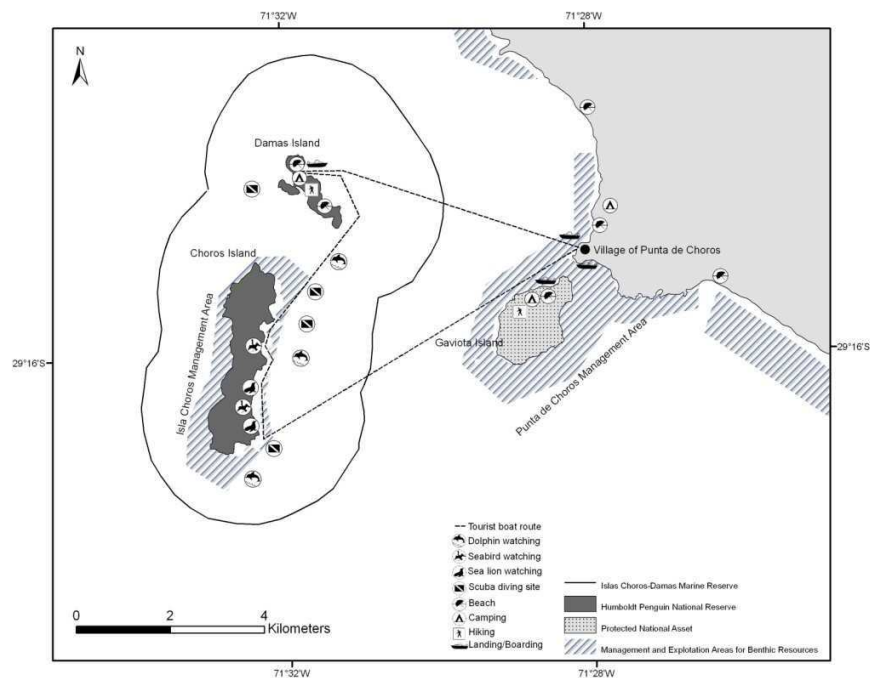 71°32'W
71°28'W
N
Damas Island
Choros Island
Village of Punta de Choros
Isla Choros Management Area
Gaviota Island
Punta de Choros Management Area
29°16'S
29°16'S
Tourist boat route
Dolphin watching
Seabird watching
Sea lion watching
Scuba diving site
Beach
Camping
Hiking
Landing/Boarding
Islas Choros-Damas Marine Reserve
Humboldt Penguin National Reserve
Protected National Asset
Management and Explotation Areas for Benthic Resources
0 2 4
Kilometers
71°32'W
71°28'W